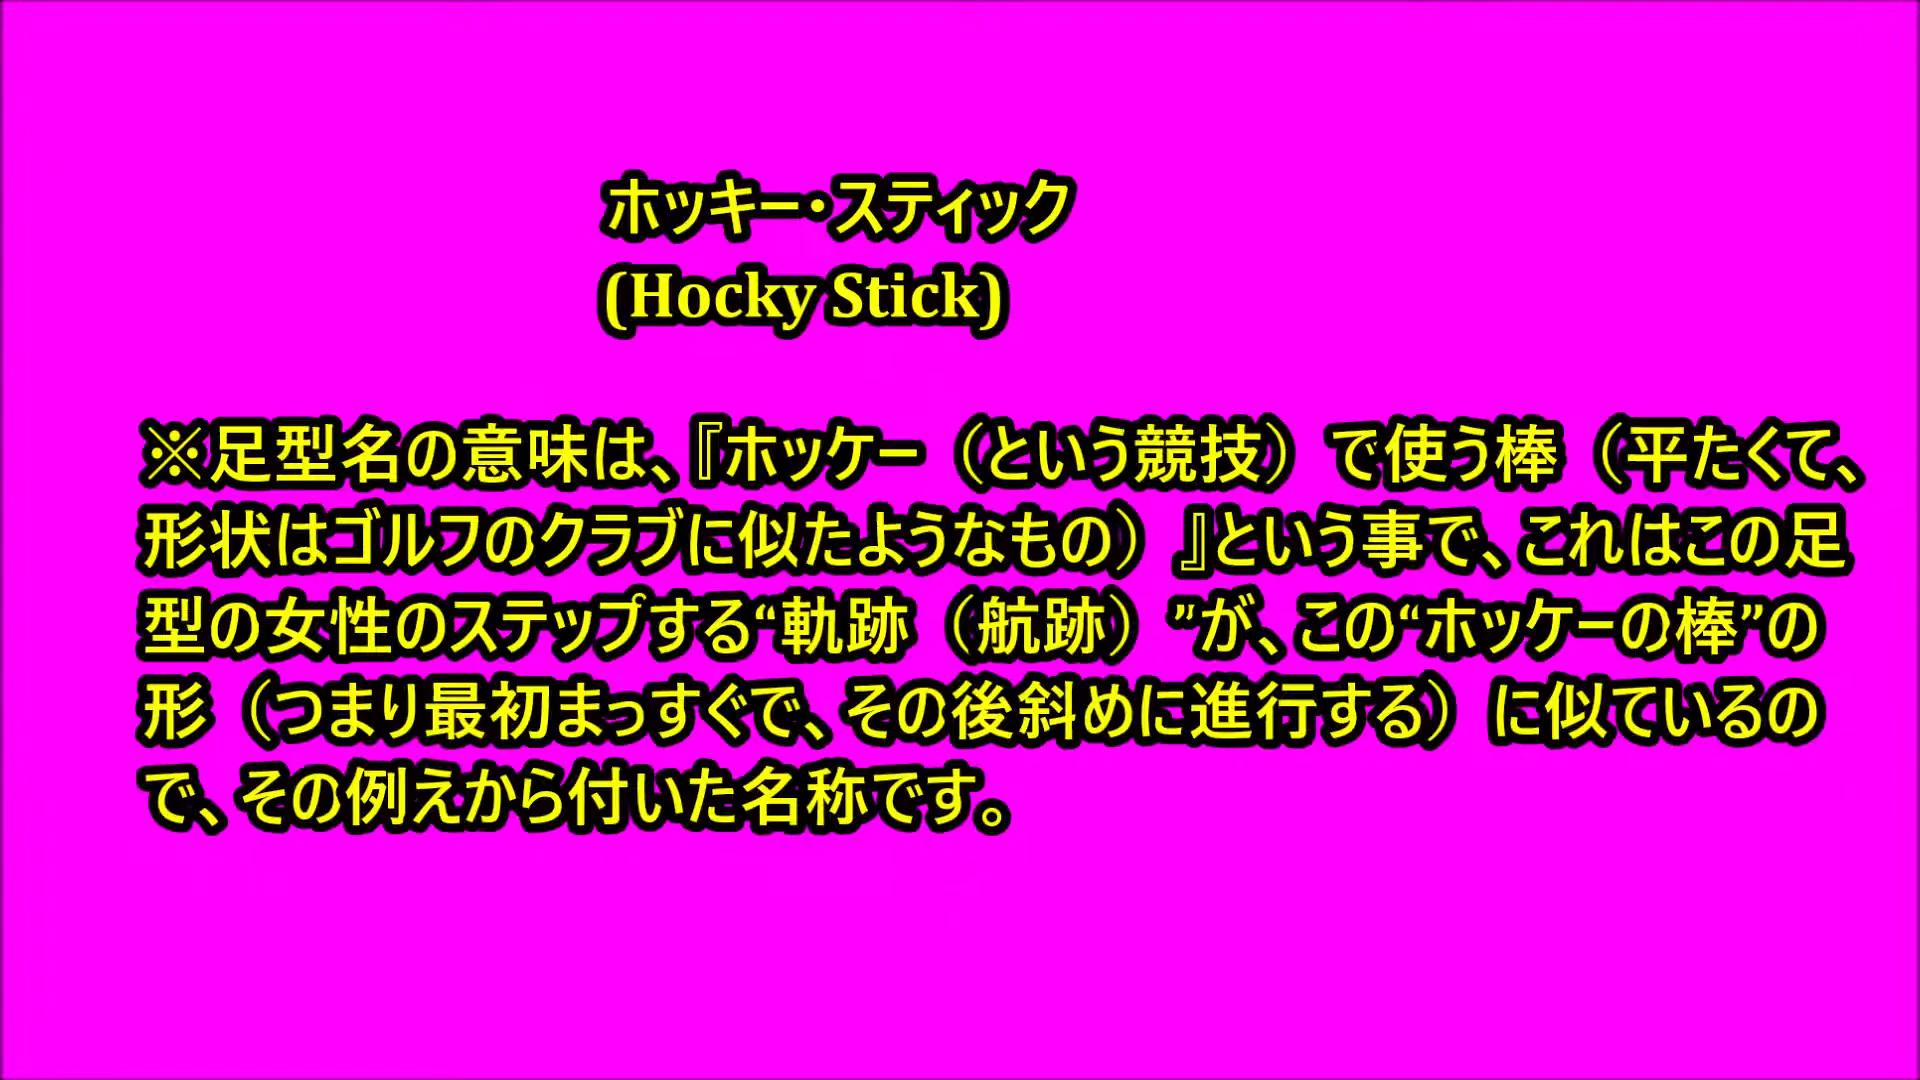 ホッキー・スティック
(Hocky Stick)
※足型名の意味は、『ホッケー（という競技）で使う棒（平たくて、
形状はゴルフのクラブに似たようなもの）』という事で、これはこの足
型の女性のステップする“軌跡（航跡）”が、この“ホッケーの棒”の
形（つまり最初まっすぐで、その後斜めに進行する）に似ているの
で、その例えから付いた名称です。